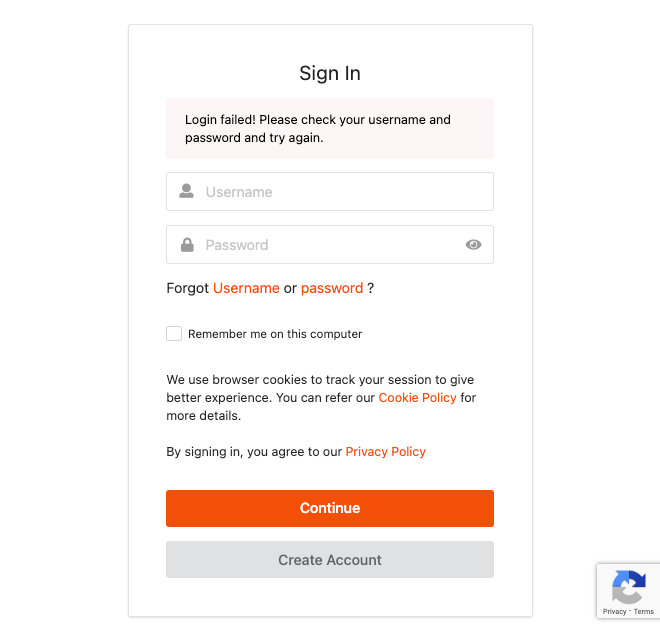 Sign In
Login failed! Please check your username and
password and try again.
Username
Password
Forgot Username or password ?
Remember me on this computer
We use browser cookies to track your session to give
better experience. You can refer our Cookie Policy for
more details.
By signing in, you agree to our Privacy Policy
Continue
Create Account
Privacy - Terms